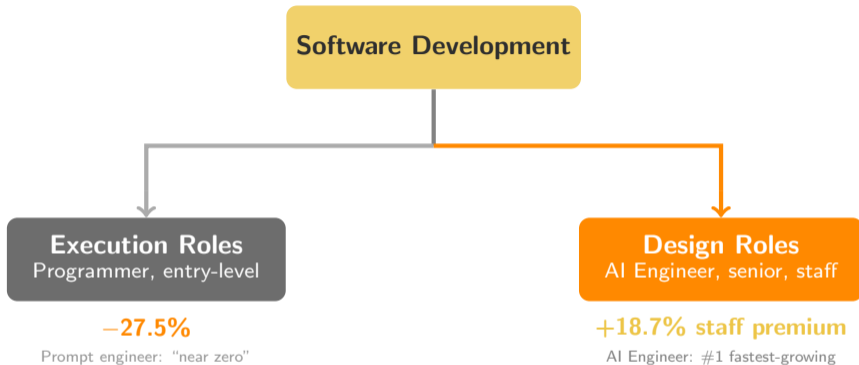 Software Development
Execution Roles
Programmer, entry-level
−27.5%
Prompt engineer: “near zero”
Design Roles
AI Engineer, senior, staff
+18.7% staff premium
AI Engineer: #1 fastest-growing